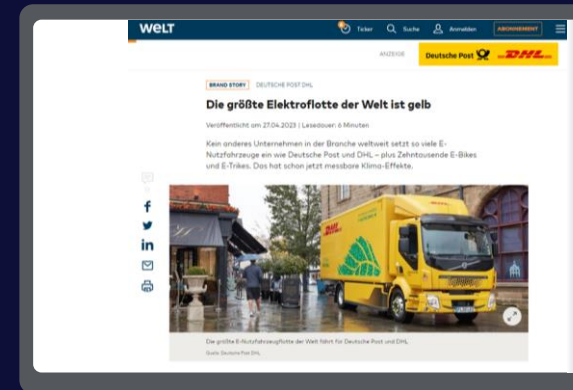 WELT
Ticker
Suche
Anmelden
ABONNEMENT
ANZEIGE
Deutsche Post
DHL
BRAND STORY
DEUTSCHE POST DHL
Die größte Elektroflotte der Welt ist gelb
Veröffentlicht am 27.04.2023 | Lesedauer: 6 Minuten
Kein anderes Unternehmen in der Branche weltweit setzt so viele E-
Nutzfahrzeuge ein wie Deutsche Post und DHL – plus Zehntausende E-Bikes
und E-Trikes. Das hat schon jetzt messbare Klima-Effekte.
DHL
Die größte E-Nutzfahrzeugflotte der Welt fährt für Deutsche Post und DHL
Quelle: Deutsche Post DHL